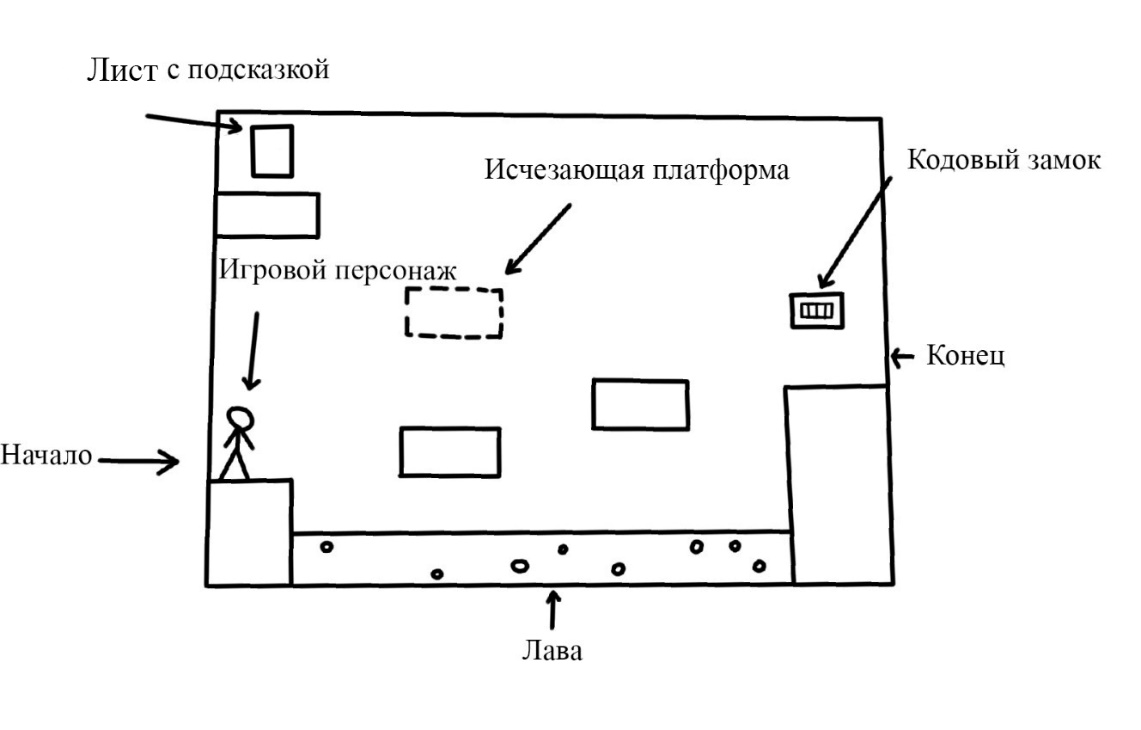 Лист с подсказкой
Исчезающая платформа
Кодовый замок
Игровой персонаж
Конец
Начало
Лава